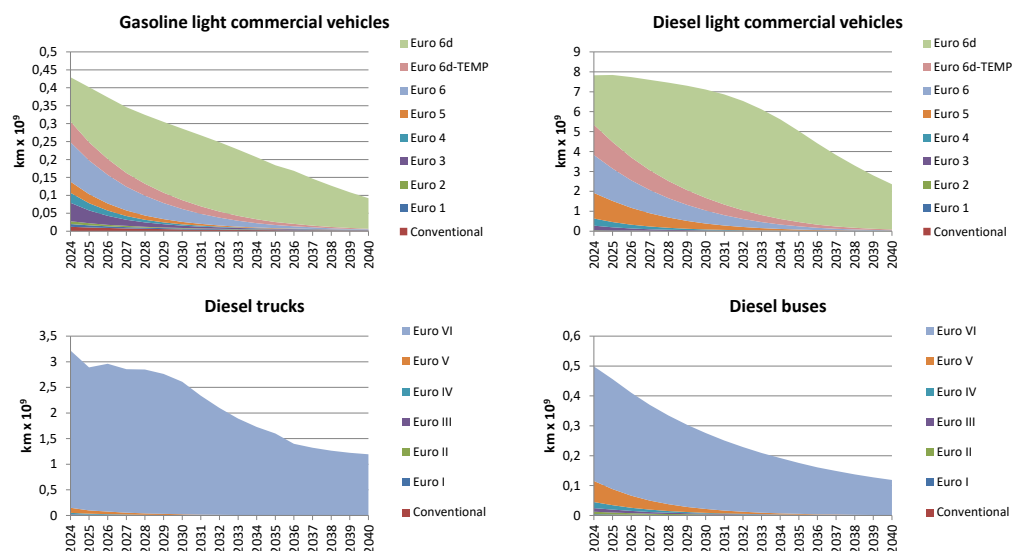 Gasoline light commercial vehicles
km x 10⁹
0,5
0,45
0,4
0,35
0,3
0,25
0,2
0,15
0,1
0,05
0
2024 2025 2026 2027 2028 2029 2030 2031 2032 2033 2034 2035 2036 2037 2038 2039 2040
Euro 6d
Euro 6d-TEMP
Euro 6
Euro 5
Euro 4
Euro 3
Euro 2
Euro 1
Conventional
Diesel light commercial vehicles
km x 10⁹
9
8
7
6
5
4
3
2
1
0
2024 2025 2026 2027 2028 2029 2030 2031 2032 2033 2034 2035 2036 2037 2038 2039 2040
Euro 6d
Euro 6d-TEMP
Euro 6
Euro 5
Euro 4
Euro 3
Euro 2
Euro 1
Conventional
Diesel trucks
km x 10⁹
3,5
3
2,5
2
1,5
1
0,5
0
2024 2025 2026 2027 2028 2029 2030 2031 2032 2033 2034 2035 2036 2037 2038 2039 2040
Euro VI
Euro V
Euro IV
Euro III
Euro II
Euro I
Conventional
Diesel buses
km x 10⁹
0,6
0,5
0,4
0,3
0,2
0,1
0
2024 2025 2026 2027 2028 2029 2030 2031 2032 2033 2034 2035 2036 2037 2038 2039 2040
Euro VI
Euro V
Euro IV
Euro III
Euro II
Euro I
Conventional